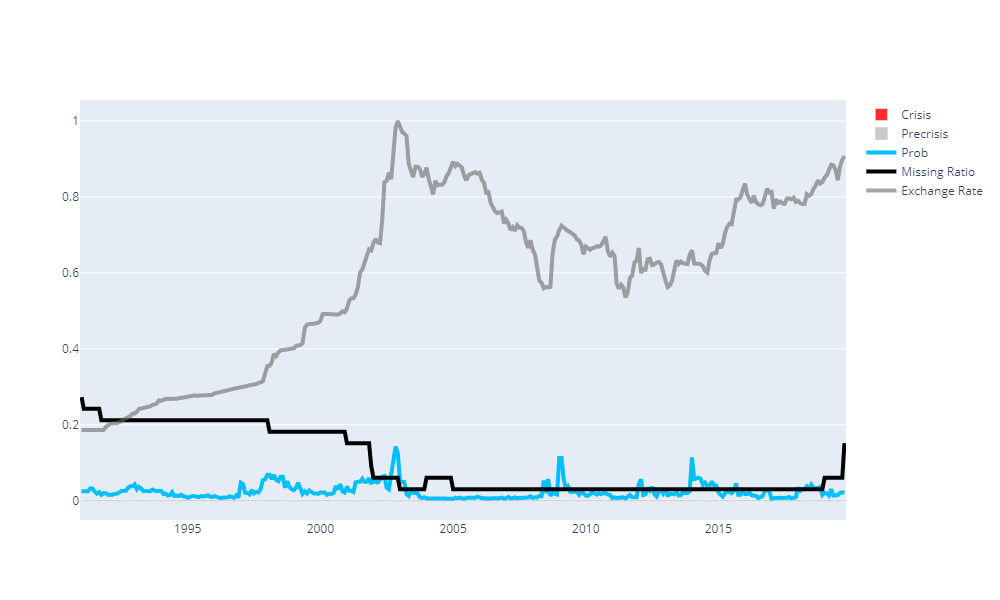 1
0.8
0.6
0.4
0.2
0
1995
2000
2005
2010
2015
Crisis
Precrisis
Prob
Missing Ratio
Exchange Rate